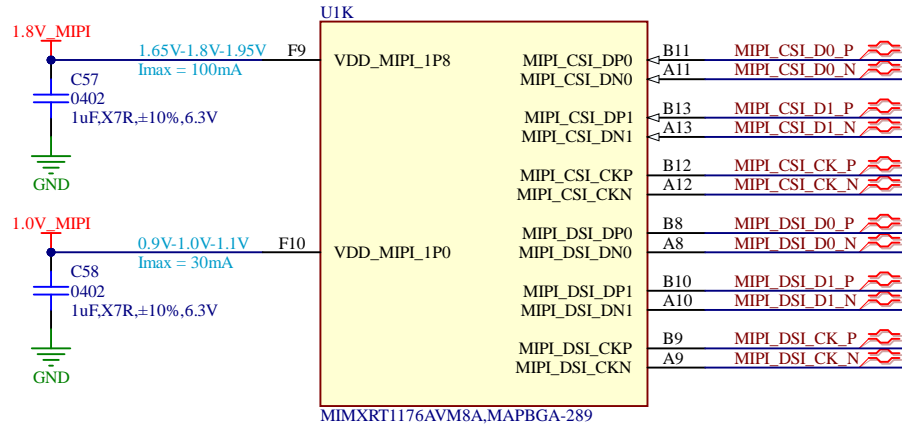 U1K
1.8V_MIPI
1.65V-1.8V-1.95V
Imax = 100mA
F9
VDD_MIPI_1P8
C57
0402
1uF,X7R,±10%,6.3V
GND
1.0V_MIPI
0.9V-1.0V-1.1V
Imax = 30mA
F10
VDD_MIPI_1P0
C58
0402
1uF,X7R,±10%,6.3V
GND
MIPI_CSI_DP0 B11 MIPI_CSI_D0_P
MIPI_CSI_DN0 A11 MIPI_CSI_D0_N
MIPI_CSI_DP1 B13 MIPI_CSI_D1_P
MIPI_CSI_DN1 A13 MIPI_CSI_D1_N
MIPI_CSI_CKP B12 MIPI_CSI_CK_P
MIPI_CSI_CKN A12 MIPI_CSI_CK_N
MIPI_DSI_DP0 B8 MIPI_DSI_D0_P
MIPI_DSI_DN0 A8 MIPI_DSI_D0_N
MIPI_DSI_DP1 B10 MIPI_DSI_D1_P
MIPI_DSI_DN1 A10 MIPI_DSI_D1_N
MIPI_DSI_CKP B9 MIPI_DSI_CK_P
MIPI_DSI_CKN A9 MIPI_DSI_CK_N
MIMXRT1176AVM8A,MAPBGA-289